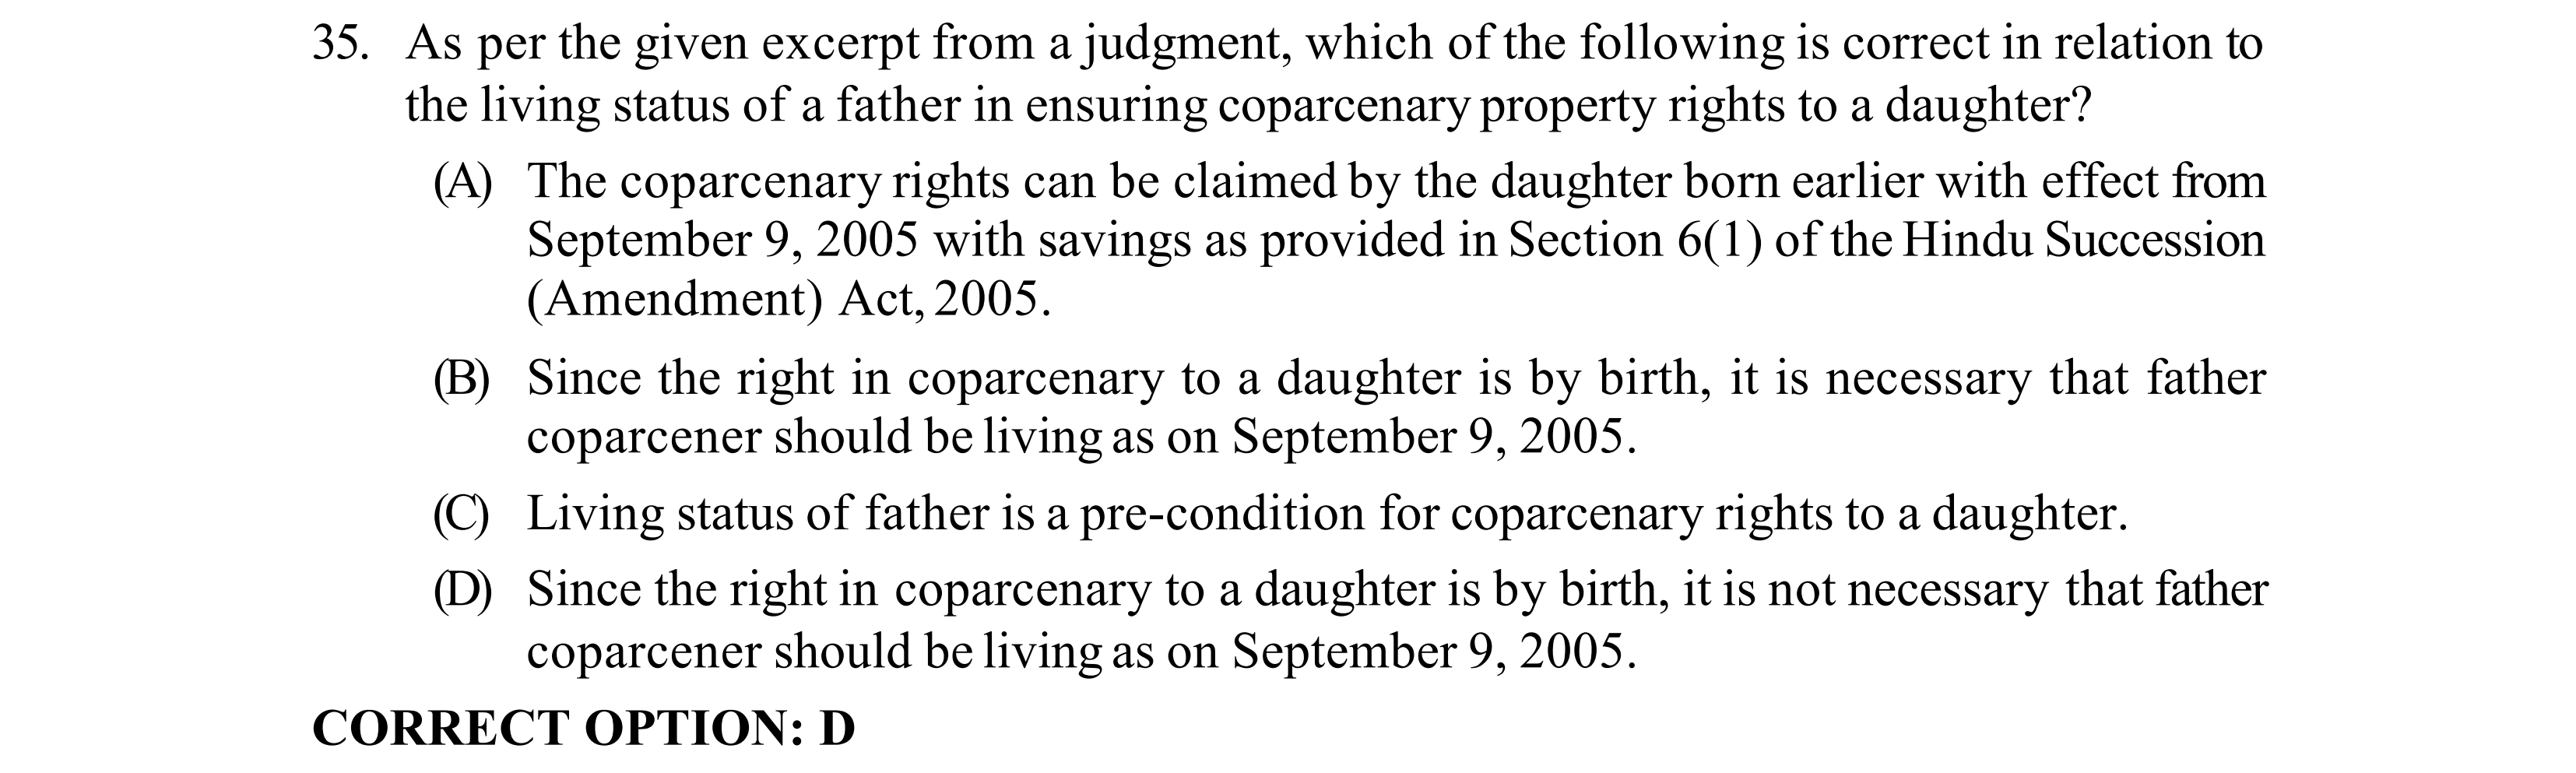 35. As per the given excerpt from a judgment, which of the following is correct in relation to
the living status of a father in ensuring coparcenary property rights to a daughter?
(A) The coparcenary rights can be claimed by the daughter born earlier with effect from
September 9, 2005 with savings as provided in Section 6(1) of the Hindu Succession
(Amendment) Act, 2005.
(B) Since the right in coparcenary to a daughter is by birth, it is necessary that father
coparcener should be living as on September 9, 2005.
(C) Living status of father is a pre-condition for coparcenary rights to a daughter.
(D) Since the right in coparcenary to a daughter is by birth, it is not necessary that father
coparcener should be living as on September 9, 2005.
CORRECT OPTION: D